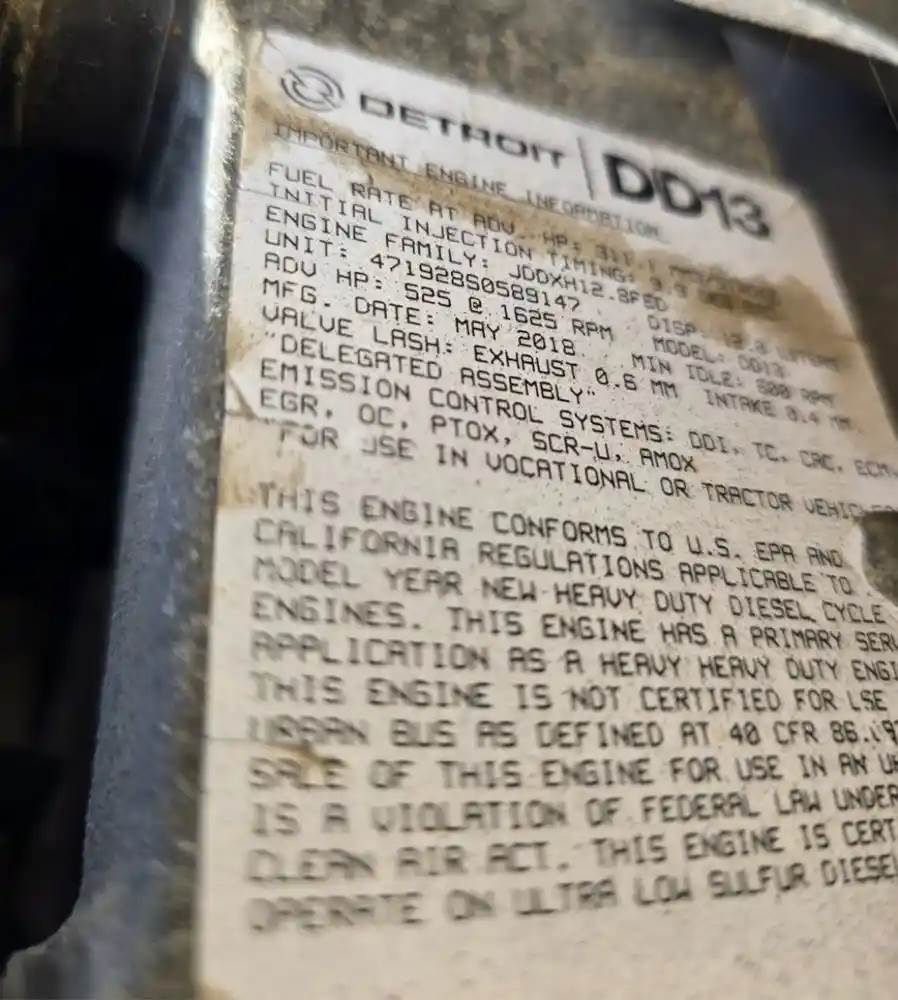 DETROIT DD13
IMPORTANT ENGINE INFORMATION
FUEL RATE AT ADV. HP:
INITIAL INJECTION TIMING:
ENGINE FAMILY: JDDXH12.8FED DISP.
UNIT: 471928S0589147 MODEL: DD13
ADV HP: 525 @ 1625 RPM MIN IDLE: 600 RPM
MFG. DATE: MAY 2018
VALVE LASH: EXHAUST 0.6 MM INTAKE 0.4 MM
"DELEGATED ASSEMBLY"
EMISSION CONTROL SYSTEMS: DDI, TC, CAC, ECM,
EGR, OC, PTOX, SCR-U, AMOX
"FOR USE IN VOCATIONAL OR TRACTOR
THIS ENGINE CONFORMS TO U.S. EPA AND
CALIFORNIA REGULATIONS APPLICABLE TO
MODEL YEAR NEW HEAVY DUTY DIESEL CYCLE
ENGINES. THIS ENGINE HAS A PRIMARY
APPLICATION AS A HEAVY HEAVY DUTY
THIS ENGINE IS NOT CERTIFIED FOR USE
URBAN BUS AS DEFINED AT 40 CFR
SALE OF THIS ENGINE FOR USE IN AN
IS A VIOLATION OF FEDERAL LAW UNDER
CLEAN AIR ACT. THIS ENGINE IS
OPERATE ON ULTRA LOW SULFUR